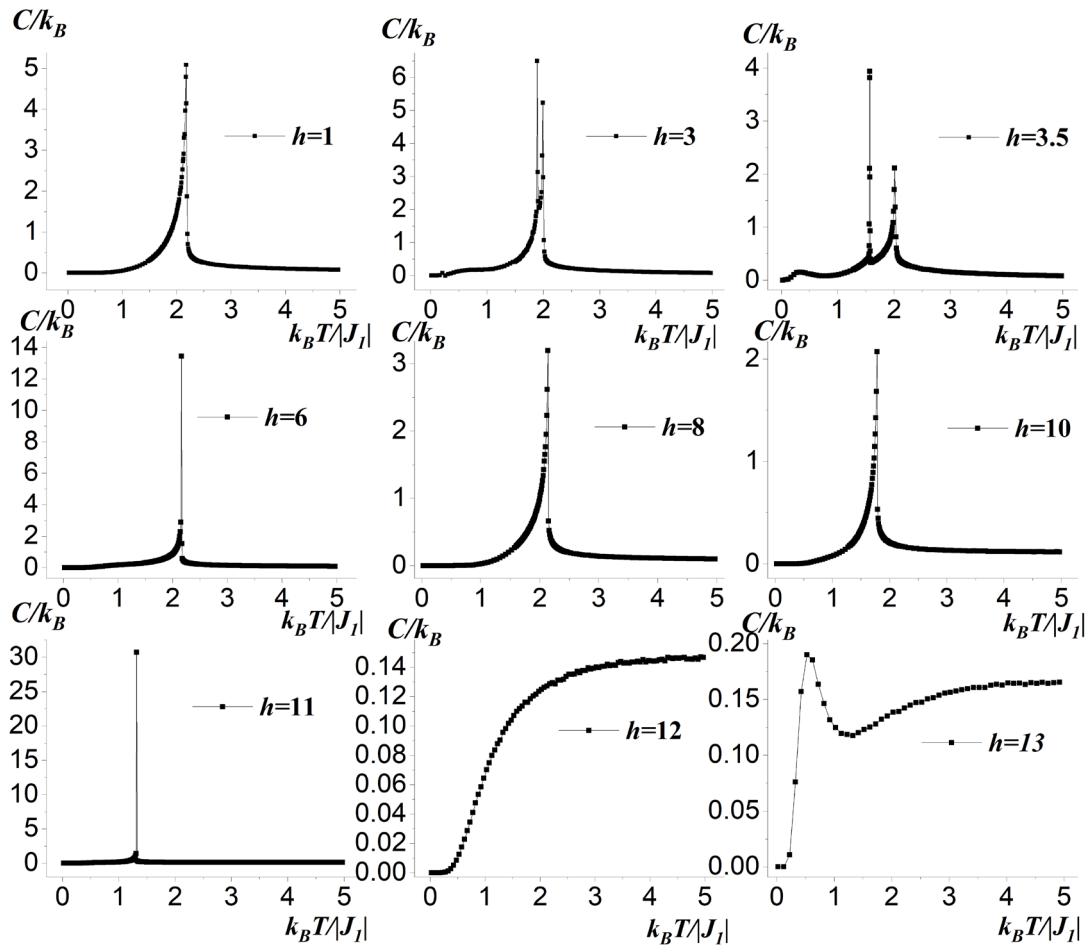 C/k_B
5
4
3
2
1
0
h=1
0 1 2 3 4 5
k_BT/|J_1|
C/k_B
6
5
4
3
2
1
0
h=3
0 1 2 3 4 5
k_BT/|J_1|
C/k_B
4
3
2
1
0
h=3.5
0 1 2 3 4 5
k_BT/|J_1|
C/k_B
14
12
10
8
6
4
2
0
h=6
0 1 2 3 4 5
k_BT/|J_1|
C/k_B
3
2
1
0
h=8
0 1 2 3 4 5
k_BT/|J_1|
C/k_B
2
1
0
h=10
0 1 2 3 4 5
k_BT/|J_1|
C/k_B
30
25
20
15
10
5
0
h=11
0 1 2 3 4 5
k_BT/|J_1|
C/k_B
0.14
0.12
0.10
0.08
0.06
0.04
0.02
0.00
h=12
0 1 2 3 4 5
k_BT/|J_1|
C/k_B
0.20
0.15
0.10
0.05
0.00
h=13
0 1 2 3 4 5
k_BT/|J_1|